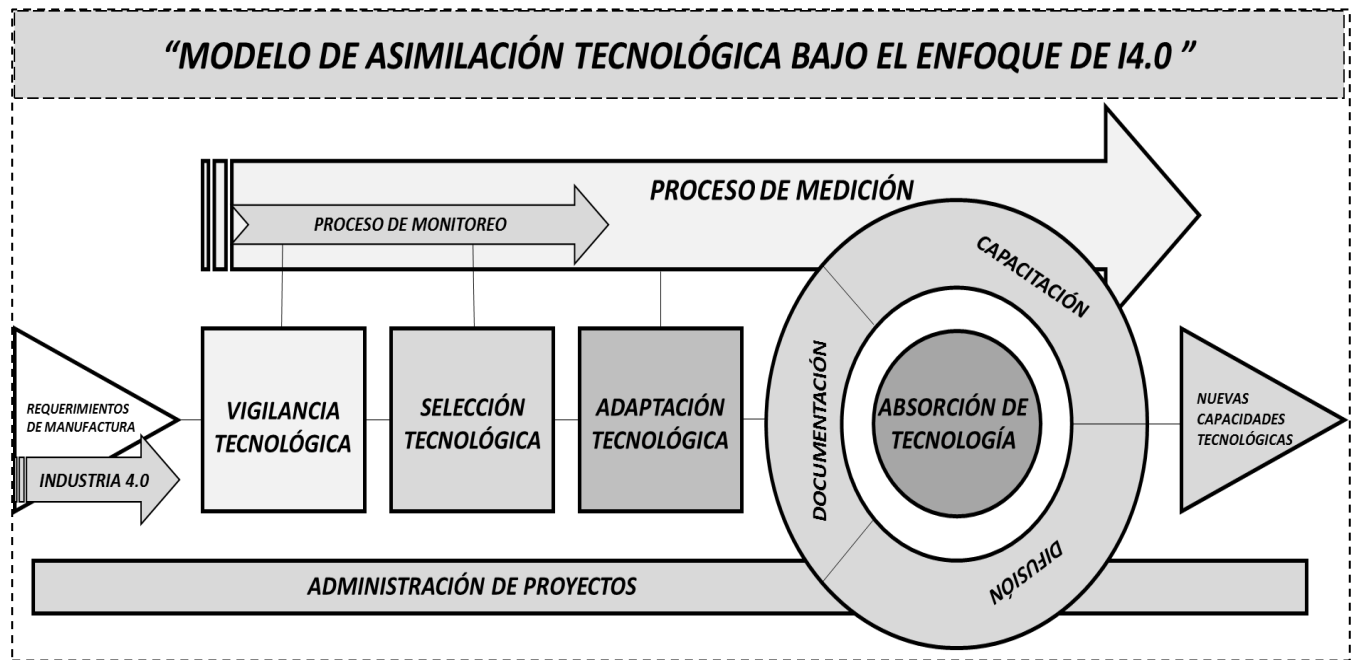 “MODELO DE ASIMILACIÓN TECNOLÓGICA BAJO EL ENFOQUE DE I4.0 ”
PROCESO DE MEDICIÓN
PROCESO DE MONITOREO
REQUERIMIENTOS
DE MANUFACTURA
INDUSTRIA 4.0
VIGILANCIA
TECNOLÓGICA
SELECCIÓN
TECNOLÓGICA
ADAPTACIÓN
TECNOLÓGICA
DOCUMENTACIÓN
CAPACITACIÓN
DIFUSIÓN
ABSORCIÓN DE
TECNOLOGÍA
NUEVAS
CAPACIDADES
TECNOLÓGICAS
ADMINISTRACIÓN DE PROYECTOS